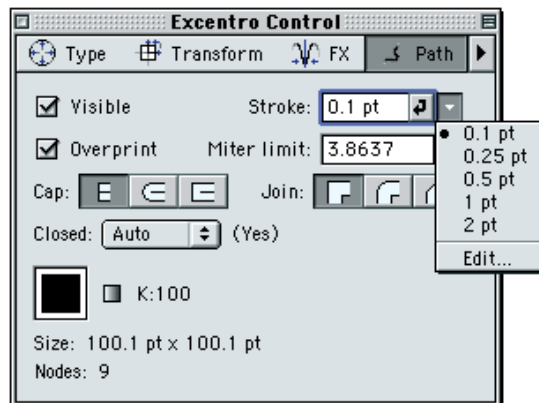 Excentro Control
Type Transform FX Path
Visible Stroke: 0.1 pt
Overprint Miter limit: 3.8637
0.1 pt
0.25 pt
0.5 pt
1 pt
2 pt
Edit...
Cap: Join:
Closed: Auto (Yes)
K:100
Size: 100.1 pt x 100.1 pt
Nodes: 9